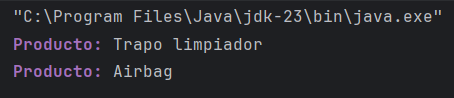 "C:\Program Files\Java\jdk-23\bin\java.exe"
Producto: Trapo limpiador
Producto: Airbag